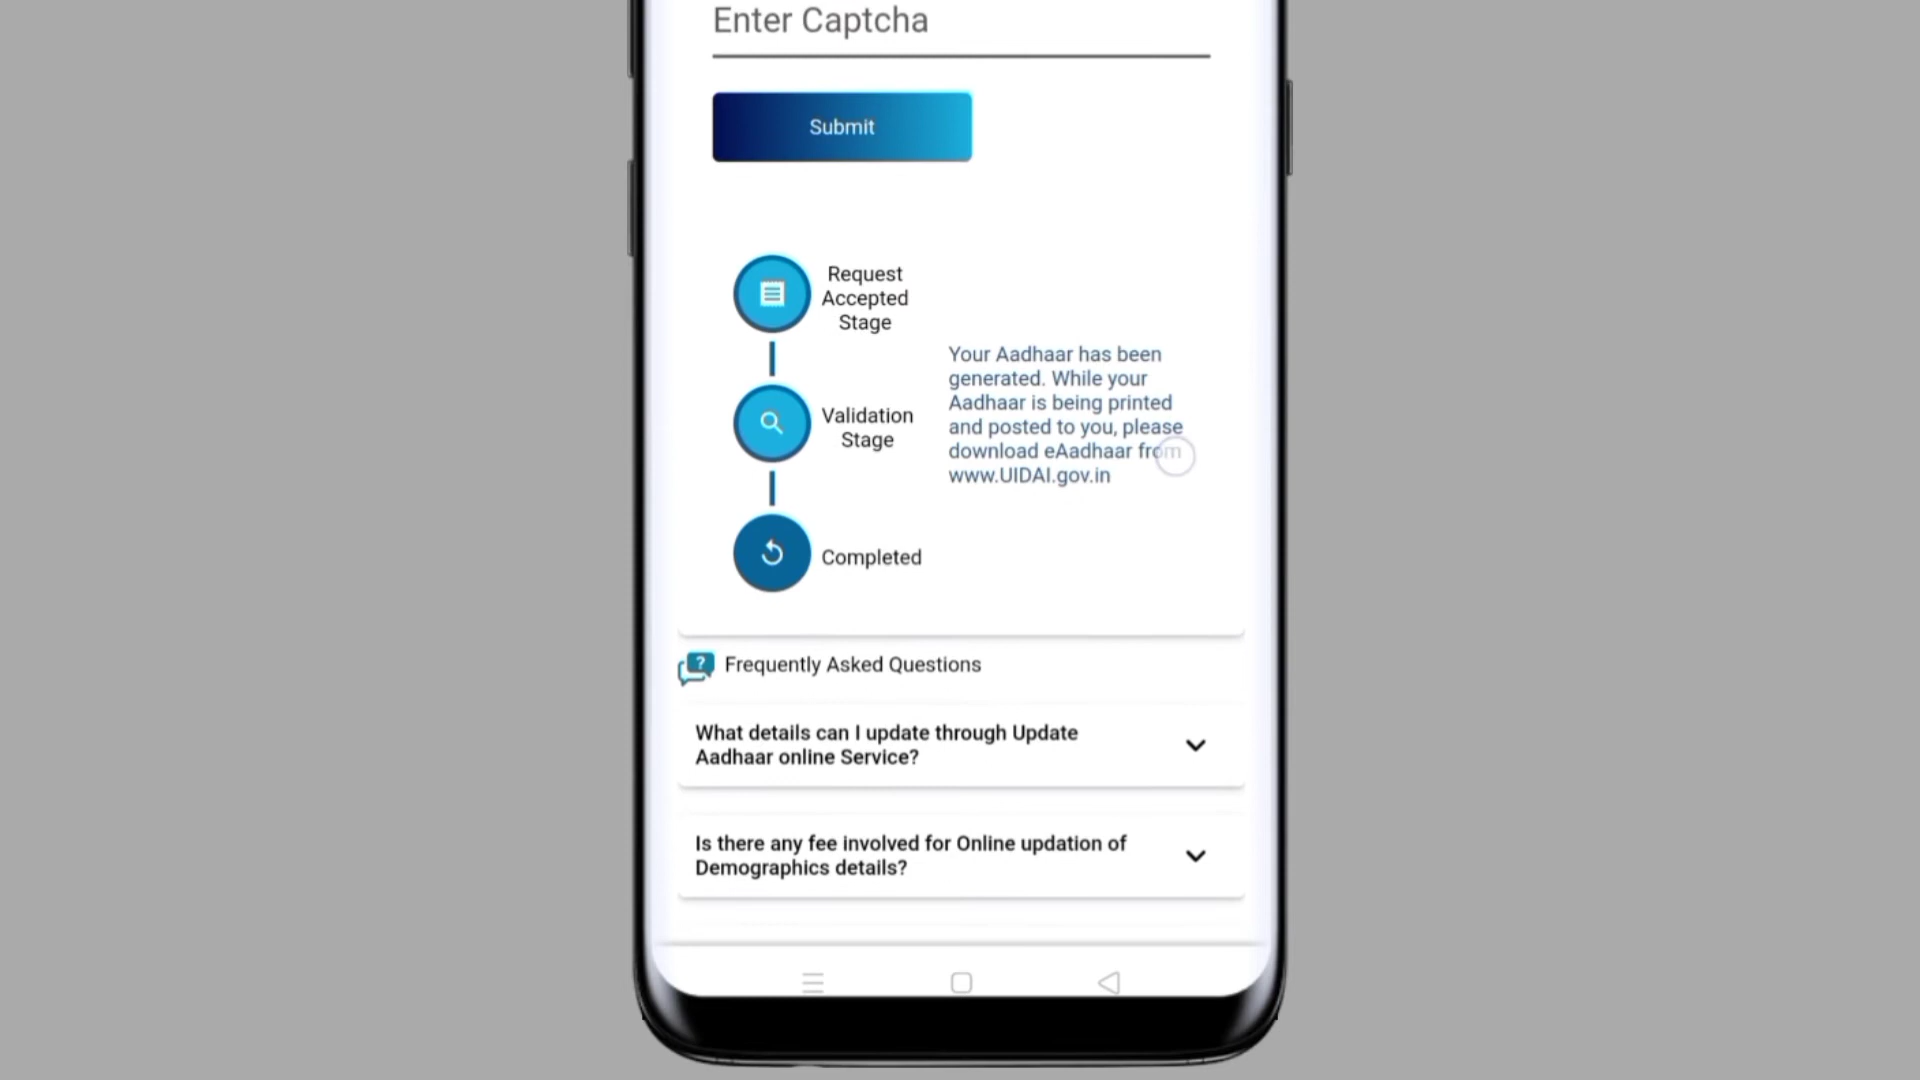 Enter Captcha
Submit
Request
Accepted
Stage
Validation
Stage
Completed
Your Aadhaar has been
generated. While your
Aadhaar is being printed
and posted to you, please
download eAadhaar from
www.UIDAI.gov.in
Frequently Asked Questions
What details can I update through Update
Aadhaar online Service?
Is there any fee involved for Online updation of
Demographics details?